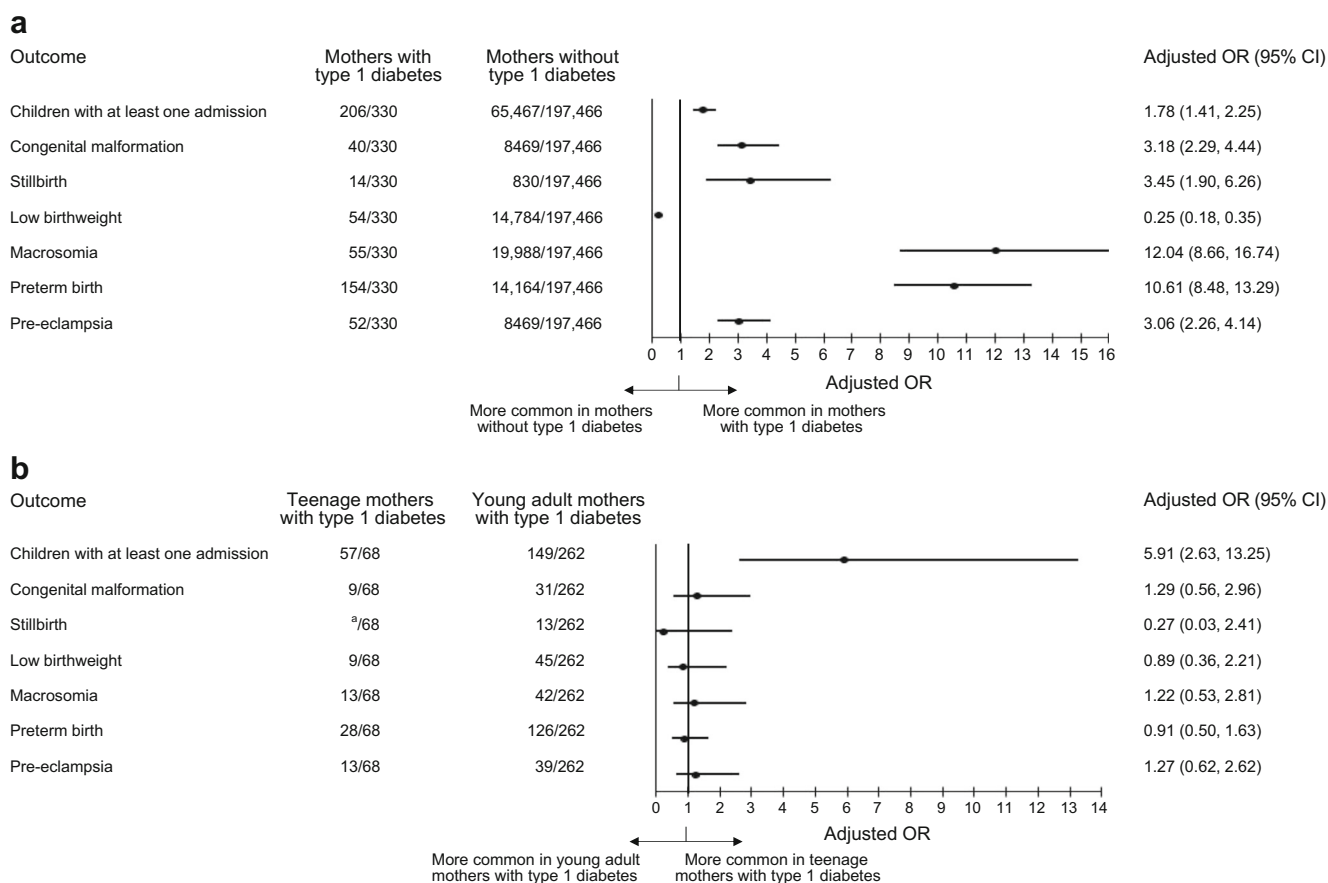 a
Outcome Mothers with type 1 diabetes Mothers without type 1 diabetes Adjusted OR (95% CI)
Children with at least one admission 206/330 65,467/197,466 1.78 (1.41, 2.25)
Congenital malformation 40/330 8469/197,466 3.18 (2.29, 4.44)
Stillbirth 14/330 830/197,466 3.45 (1.90, 6.26)
Low birthweight 54/330 14,784/197,466 0.25 (0.18, 0.35)
Macrosomia 55/330 19,988/197,466 12.04 (8.66, 16.74)
Preterm birth 154/330 14,164/197,466 10.61 (8.48, 13.29)
Pre-eclampsia 52/330 8469/197,466 3.06 (2.26, 4.14)
0 1 2 3 4 5 6 7 8 9 10 11 12 13 14 15 16
Adjusted OR
More common in mothers without type 1 diabetes
More common in mothers with type 1 diabetes
b
Outcome Teenage mothers with type 1 diabetes Young adult mothers with type 1 diabetes Adjusted OR (95% CI)
Children with at least one admission 57/68 149/262 5.91 (2.63, 13.25)
Congenital malformation 9/68 31/262 1.29 (0.56, 2.96)
Stillbirth a/68 13/262 0.27 (0.03, 2.41)
Low birthweight 9/68 45/262 0.89 (0.36, 2.21)
Macrosomia 13/68 42/262 1.22 (0.53, 2.81)
Preterm birth 28/68 126/262 0.91 (0.50, 1.63)
Pre-eclampsia 13/68 39/262 1.27 (0.62, 2.62)
0 1 2 3 4 5 6 7 8 9 10 11 12 13 14
Adjusted OR
More common in young adult mothers with type 1 diabetes
More common in teenage mothers with type 1 diabetes